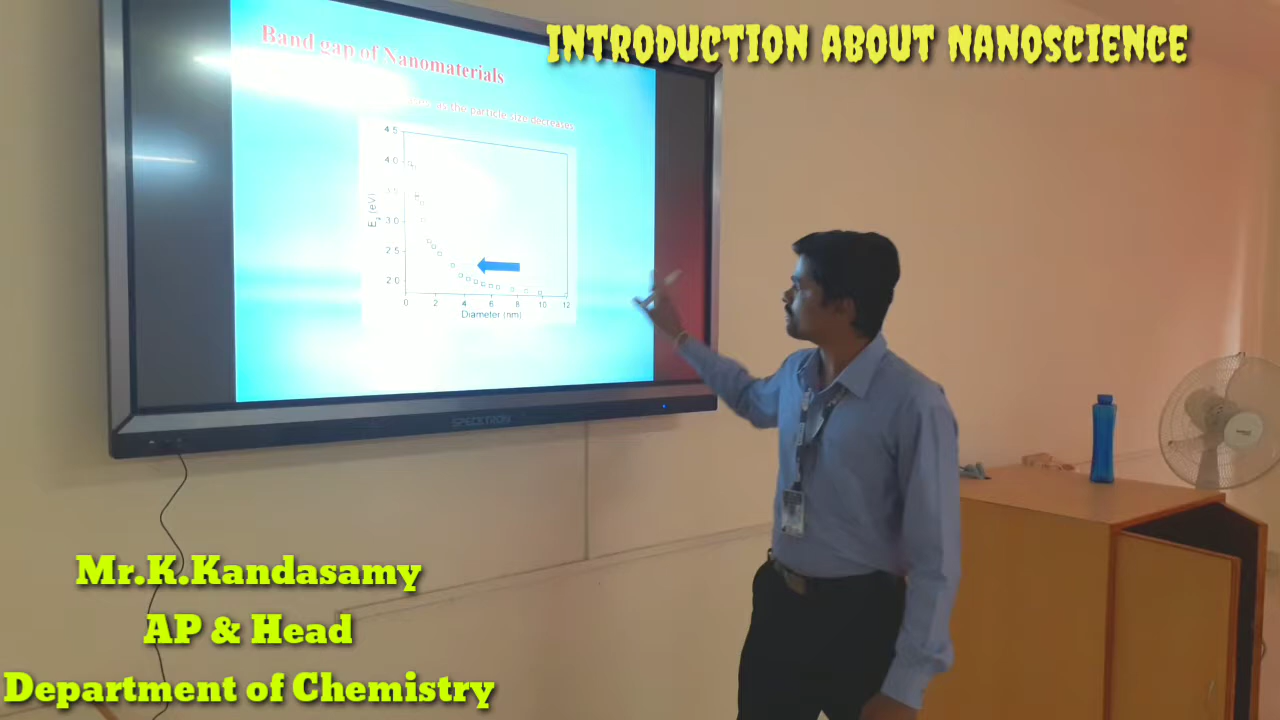 INTRODUCTION ABOUT NANOSCIENCE
Band gap of Nanomaterials
as the particle size decreases
4 5
4 0
3 5
3 0
2 5
2 0
E (eV)
0 2 4 6 8 10 12
Diameter (nm)
SPECKTRON
Mr.K.Kandasamy
AP & Head
Department of Chemistry